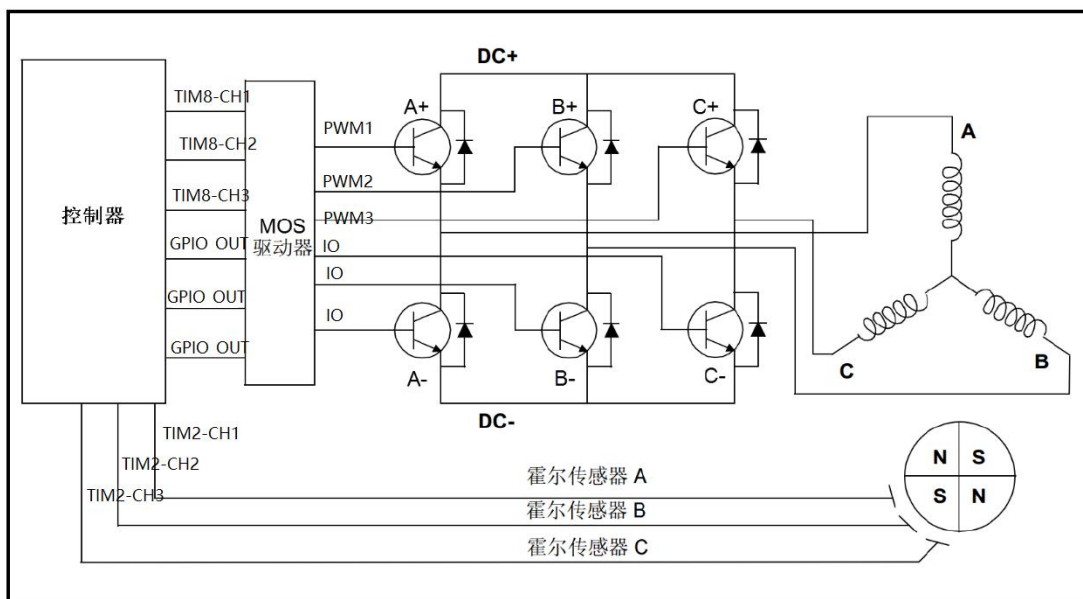 DC+
TIM8-CH1
A+
B+
C+
PWM1
A
TIM8-CH2
PWM2
TIM8-CH3
控制器
MOS
驱动器
PWM3
GPIO OUT
IO
GPIO OUT
IO
IO
GPIO OUT
C
B
A-
B-
C-
DC-
TIM2-CH1
TIM2-CH2
TIM2-CH3
霍尔传感器 A
霍尔传感器 B
霍尔传感器 C
N S
S N